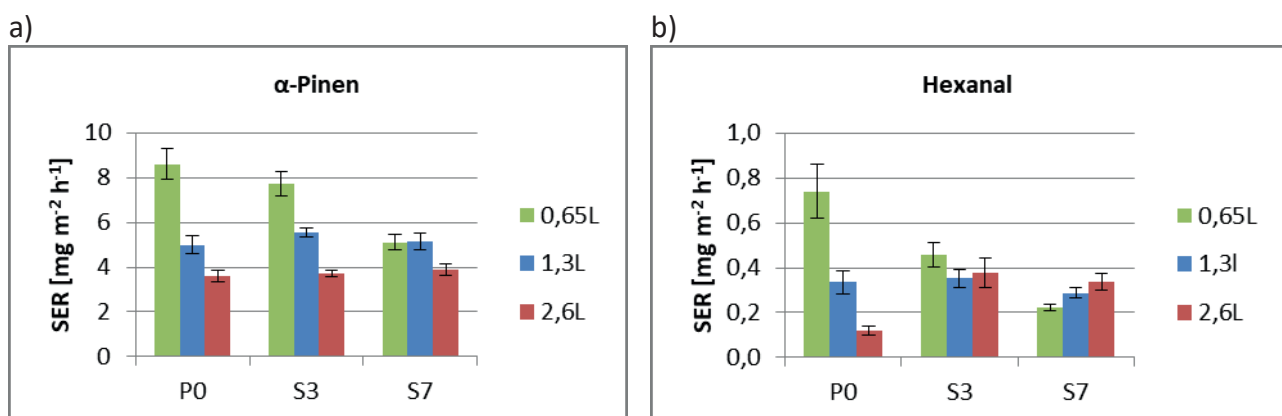 a)
α-Pinen
SER [mg m⁻² h⁻¹]
10
8
6
4
2
0
P0 S3 S7
0,65L
1,3L
2,6L
b)
Hexanal
SER [mg m⁻² h⁻¹]
1,0
0,8
0,6
0,4
0,2
0,0
P0 S3 S7
0,65L
1,3l
2,6L